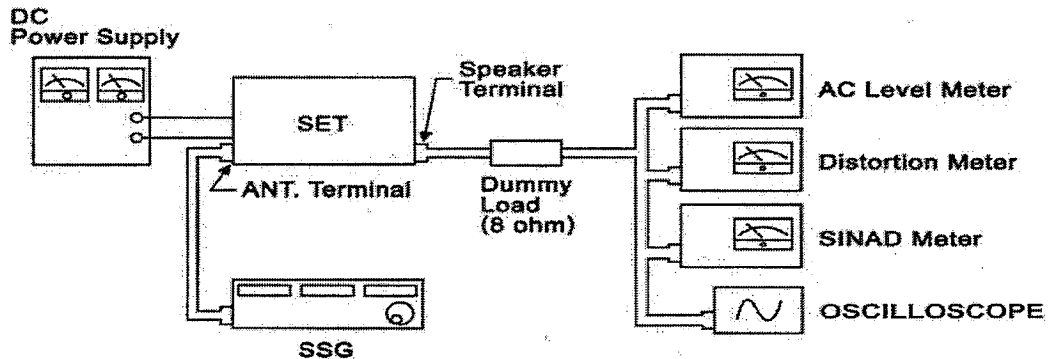 DC
Power Supply
SET
Speaker
Terminal
ANT. Terminal
Dummy
Load
(8 ohm)
AC Level Meter
Distortion Meter
SINAD Meter
OSCILLOSCOPE
SSG